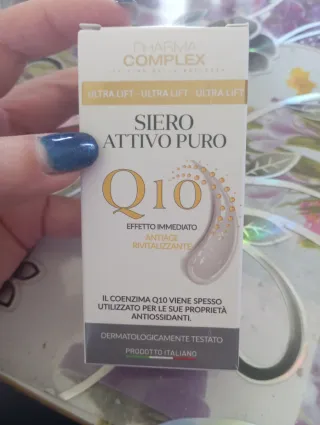 DHARMA
COMPLEX
ULTRA LIFT · ULTRA LIFT · ULTRA LIFT
SIERO
ATTIVO PURO
Q10
EFFETTO IMMEDIATO
ANTIAGE
RIVITALIZZANTE
IL COENZIMA Q10 VIENE SPESSO
UTILIZZATO PER LE SUE PROPRIETÀ
ANTIOSSIDANTI.
DERMATOLOGICAMENTE TESTATO
PRODOTTO ITALIANO